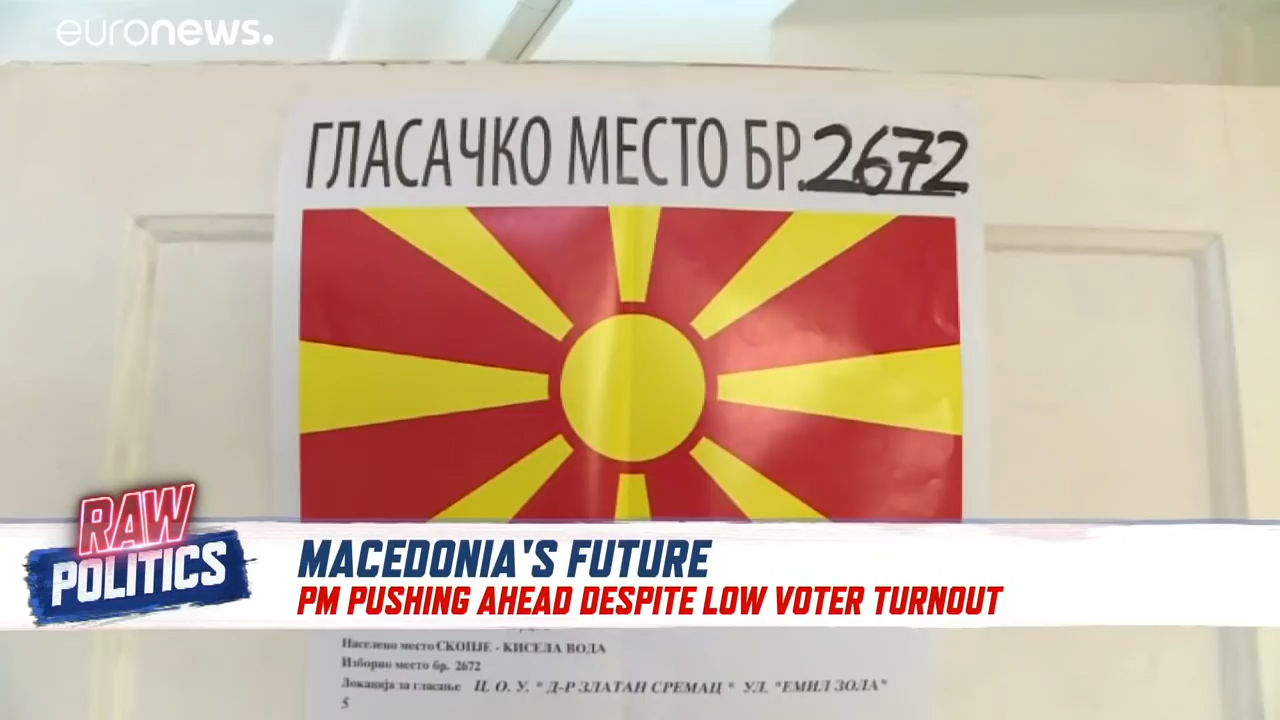 euronews.
ГЛАСАЧКО МЕСТО БР. 2672
RAW
POLITICS
MACEDONIA'S FUTURE
PM PUSHING AHEAD DESPITE LOW VOTER TURNOUT
Населено место СКОПЈЕ - КИСЕЛА ВОДА
Изборно место бр. 2672
Локација за гласање Ц. О. У. " Д-Р ЗЛАТАН СРЕМАЦ " УЛ. "ЕМИЛ ЗОЛА"
5